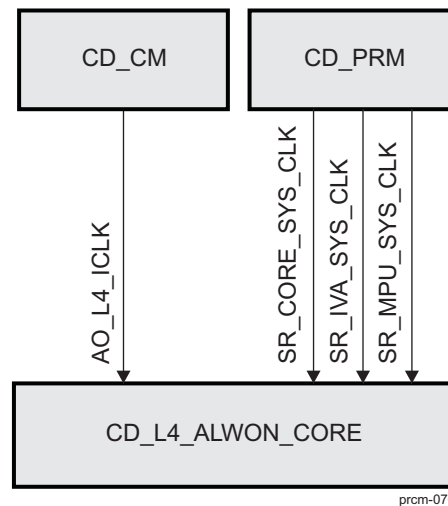 CD_CM
CD_PRM
AO_L4_ICLK
SR_CORE_SYS_CLK
SR_IVA_SYS_CLK
SR_MPU_SYS_CLK
CD_L4_ALWON_CORE
prcm-07